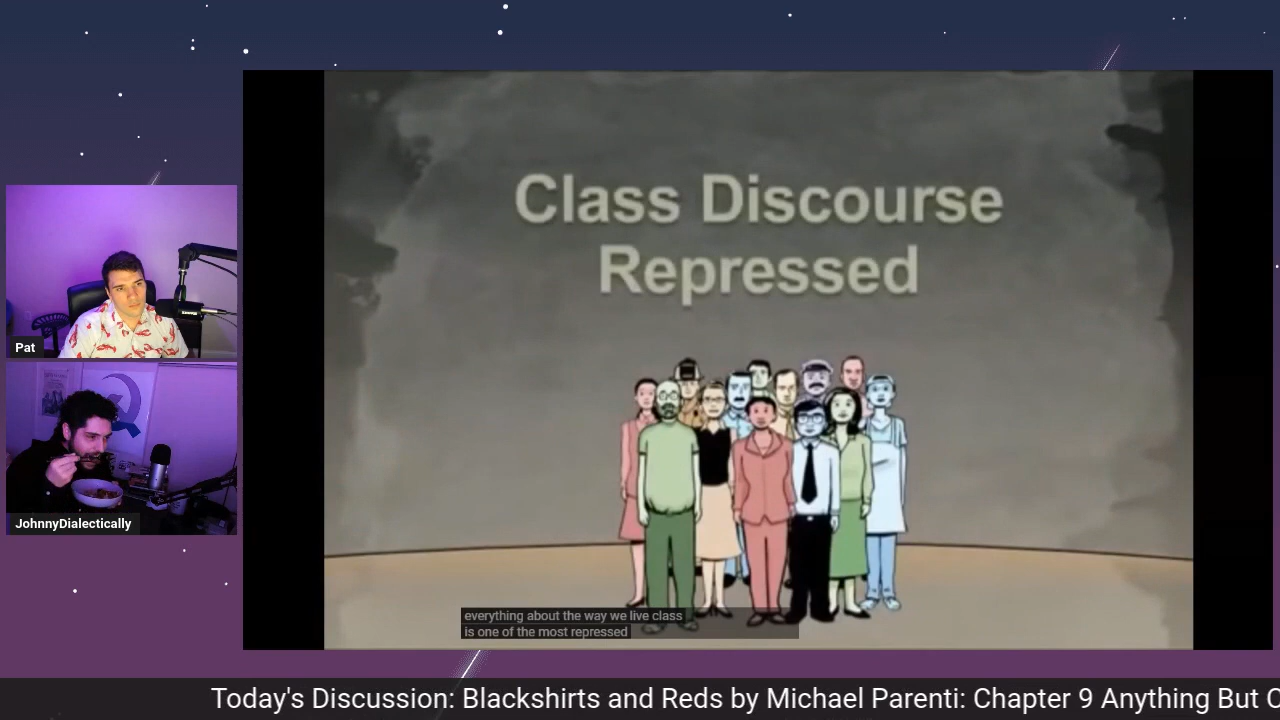 Class Discourse
Repressed
Pat
JohnnyDialectically
everything about the way we live class
is one of the most repressed
Today's Discussion: Blackshirts and Reds by Michael Parenti: Chapter 9 Anything But